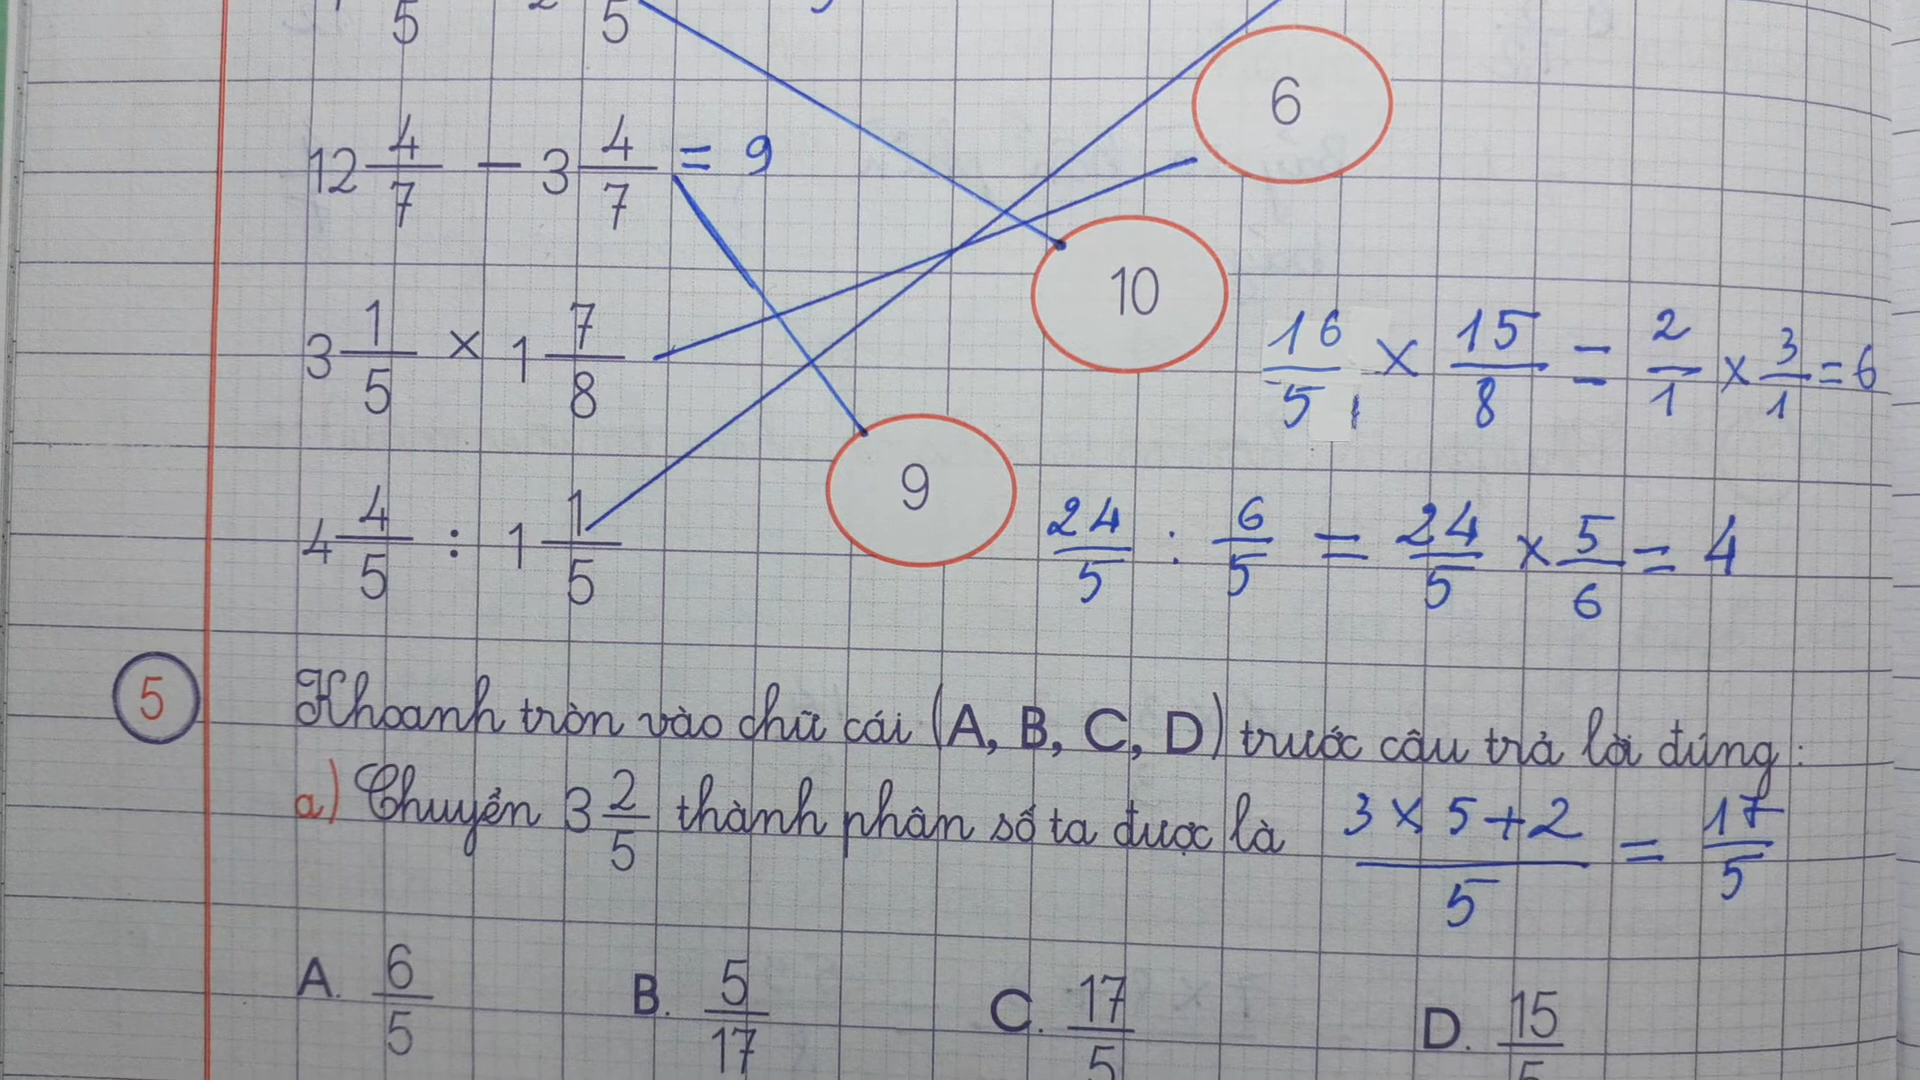 5 5
6
12 4/7 - 3 4/7 = 9
10
3 1/5 × 1 7/8
16/5 × 15/8 = 2/1 × 3/1 = 6
9
4 4/5 : 1 1/5
24/5 : 6/5 = 24/5 × 5/6 = 4
5 Khoanh tròn vào chữ cái (A, B, C, D) trước câu trả lời đúng:
a) Chuyển 3 2/5 thành phân số ta được là (3 × 5 + 2)/5 = 17/5
A. 6/5 B. 5/17 C. 17/5 D. 15/5